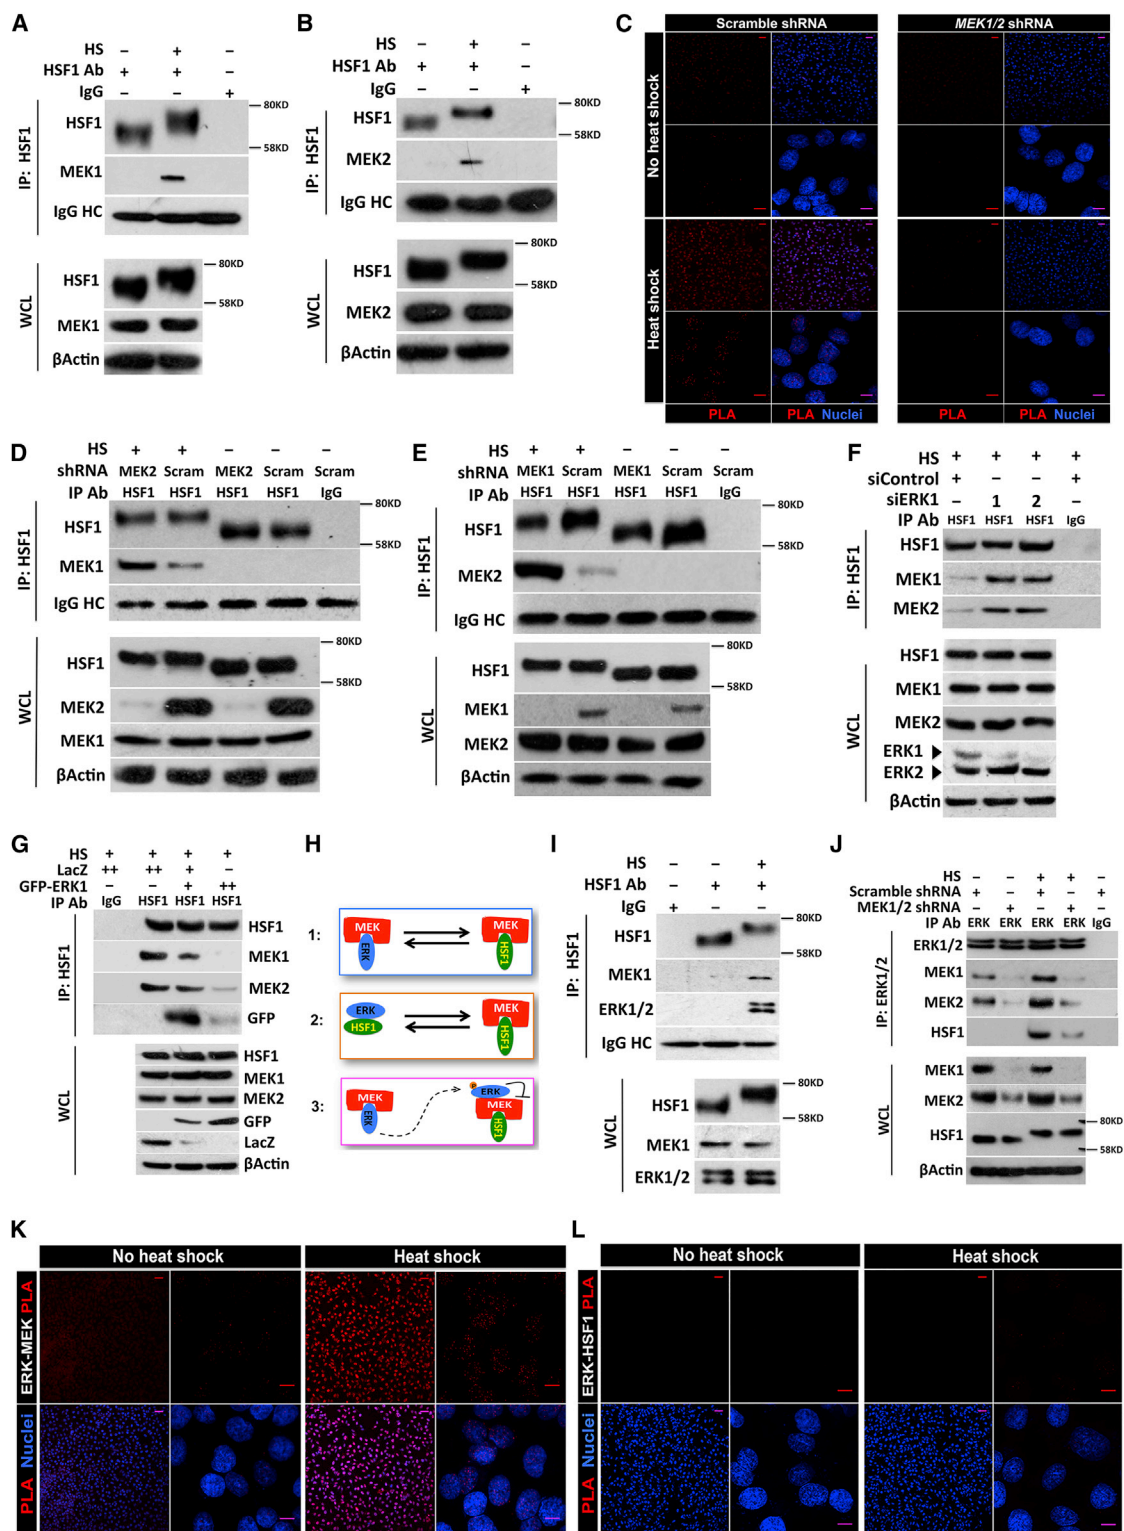 A
HS – + –
HSF1 Ab + + –
IgG – – +
IP: HSF1
HSF1
80KD
58KD
MEK1
IgG HC
WCL
HSF1
80KD
58KD
MEK1
βActin
B
HS – + –
HSF1 Ab + + –
IgG – – +
IP: HSF1
HSF1
80KD
58KD
MEK2
IgG HC
WCL
HSF1
80KD
58KD
MEK2
βActin
C
Scramble shRNA
MEK1/2 shRNA
No heat shock
Heat shock
PLA
PLA Nuclei
PLA
PLA Nuclei
D
HS + + – – –
shRNA MEK2 Scram MEK2 Scram Scram
IP Ab HSF1 HSF1 HSF1 HSF1 IgG
IP: HSF1
HSF1
80KD
58KD
MEK1
IgG HC
WCL
HSF1
80KD
58KD
MEK2
MEK1
βActin
E
HS + + – – –
shRNA MEK1 Scram MEK1 Scram Scram
IP Ab HSF1 HSF1 HSF1 HSF1 IgG
IP: HSF1
HSF1
80KD
58KD
MEK2
IgG HC
WCL
HSF1
80KD
58KD
MEK1
MEK2
βActin
F
HS + + + +
siControl + – – +
siERK1 – 1 2 –
IP Ab HSF1 HSF1 HSF1 IgG
IP: HSF1
HSF1
MEK1
MEK2
WCL
HSF1
MEK1
MEK2
ERK1
ERK2
βActin
G
HS + + + +
LacZ ++ ++ + –
GFP-ERK1 – – + ++
IP Ab IgG HSF1 HSF1 HSF1
IP: HSF1
HSF1
MEK1
MEK2
GFP
WCL
HSF1
MEK1
MEK2
GFP
LacZ
βActin
H
1:
MEK
ERK
MEK
HSF1
2:
ERK
HSF1
MEK
HSF1
3:
MEK
ERK
P
ERK
MEK
HSF1
I
HS – – +
HSF1 Ab – + +
IgG + – –
IP: HSF1
HSF1
80KD
58KD
MEK1
ERK1/2
IgG HC
WCL
HSF1
80KD
58KD
MEK1
ERK1/2
J
HS – – + + –
Scramble shRNA + – + – +
MEK1/2 shRNA – + – + –
IP Ab ERK ERK ERK ERK IgG
IP: ERK1/2
ERK1/2
MEK1
MEK2
HSF1
WCL
MEK1
MEK2
HSF1
80KD
58KD
βActin
K
No heat shock
Heat shock
ERK-MEK PLA
PLA Nuclei
L
No heat shock
Heat shock
ERK-HSF1 PLA
PLA Nuclei